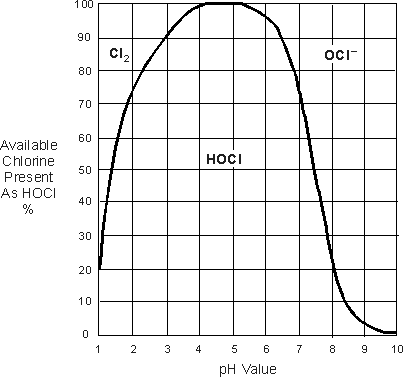 100
90
80
70
60
50
40
30
20
10
0
Available
Chlorine
Present
As HOCl
%
Cl₂
HOCl
OCl⁻
1 2 3 4 5 6 7 8 9 10
pH Value